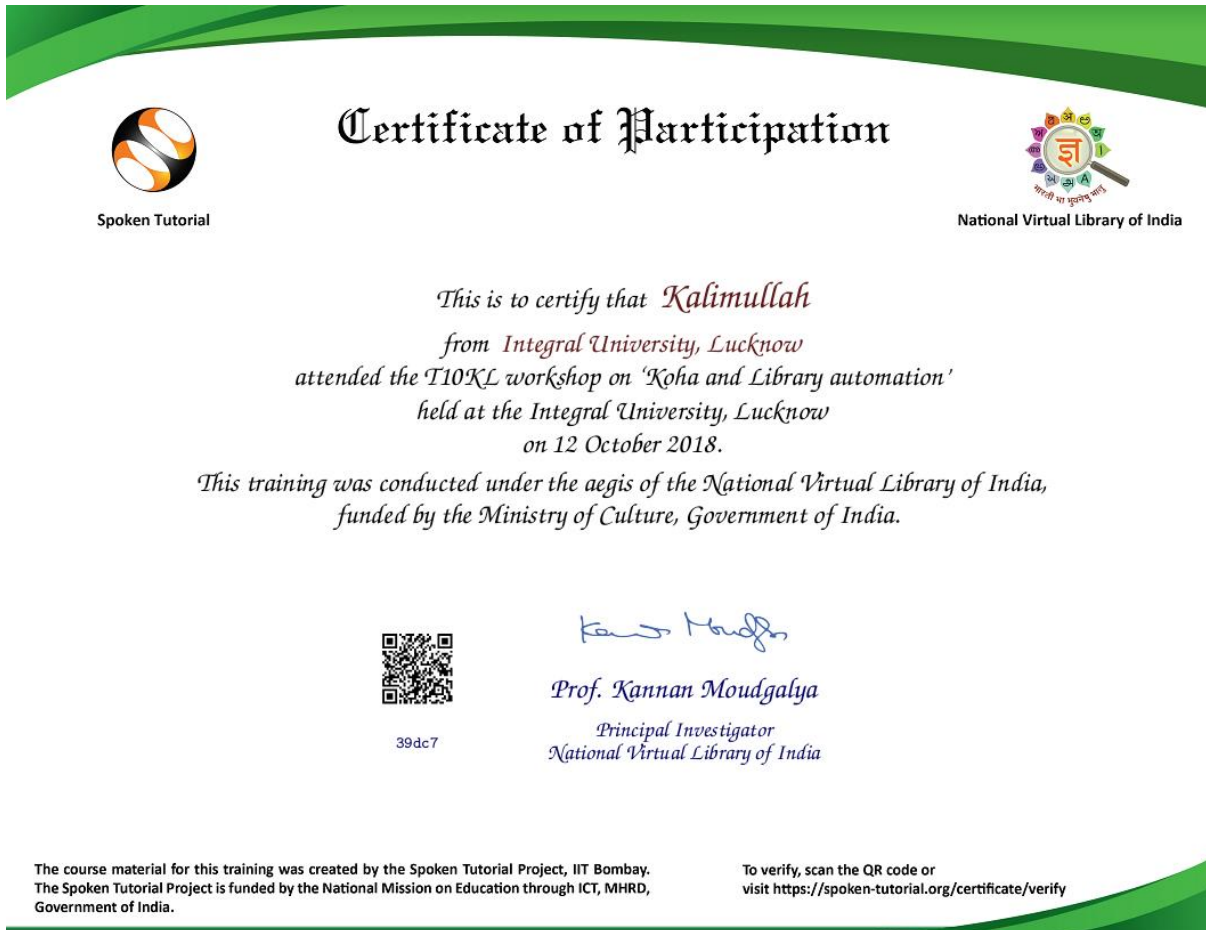 Certificate of Participation
Spoken Tutorial
ज्ञ
भारती भा भुवनेषु भातु
National Virtual Library of India
This is to certify that Kalimullah
from Integral University, Lucknow
attended the T10KL workshop on ‘Koha and Library automation’
held at the Integral University, Lucknow
on 12 October 2018.
This training was conducted under the aegis of the National Virtual Library of India,
funded by the Ministry of Culture, Government of India.
39dc7
Prof. Kannan Moudgalya
Principal Investigator
National Virtual Library of India
The course material for this training was created by the Spoken Tutorial Project, IIT Bombay.
The Spoken Tutorial Project is funded by the National Mission on Education through ICT, MHRD,
Government of India.
To verify, scan the QR code or
visit https://spoken-tutorial.org/certificate/verify